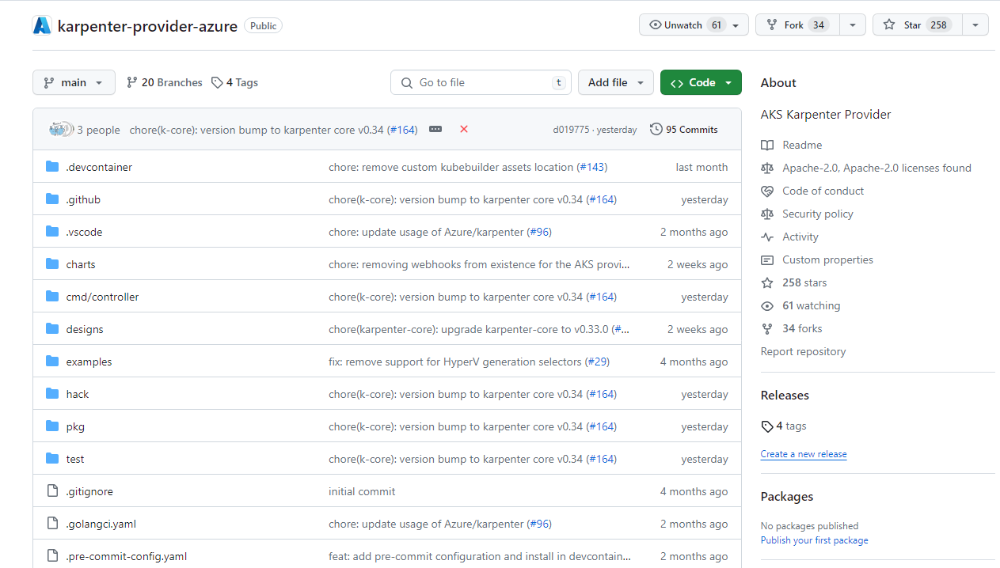 karpenter-provider-azure Public Unwatch 61 Fork 34 Star 258
main 20 Branches 4 Tags Go to file t Add file Code
3 people chore(k-core): version bump to karpenter core v0.34 (#164) d019775 · yesterday 95 Commits
.devcontainer chore: remove custom kubebuilder assets location (#143) last month
.github chore(k-core): version bump to karpenter core v0.34 (#164) yesterday
.vscode chore: update usage of Azure/karpenter (#96) 2 months ago
charts chore: removing webhooks from existence for the AKS provi... 2 weeks ago
cmd/controller chore(k-core): version bump to karpenter core v0.34 (#164) yesterday
designs chore(karpenter-core): upgrade karpenter-core to v0.33.0 (#... 2 weeks ago
examples fix: remove support for HyperV generation selectors (#29) 4 months ago
hack chore(k-core): version bump to karpenter core v0.34 (#164) yesterday
pkg chore(k-core): version bump to karpenter core v0.34 (#164) yesterday
test chore(k-core): version bump to karpenter core v0.34 (#164) yesterday
.gitignore initial commit 4 months ago
.golangci.yaml chore: update usage of Azure/karpenter (#96) 2 months ago
.pre-commit-config.yaml feat: add pre-commit configuration and install in devcontain... 2 months ago
About
AKS Karpenter Provider
Readme
Apache-2.0, Apache-2.0 licenses found
Code of conduct
Security policy
Activity
Custom properties
258 stars
61 watching
34 forks
Report repository
Releases
4 tags
Create a new release
Packages
No packages published
Publish your first package